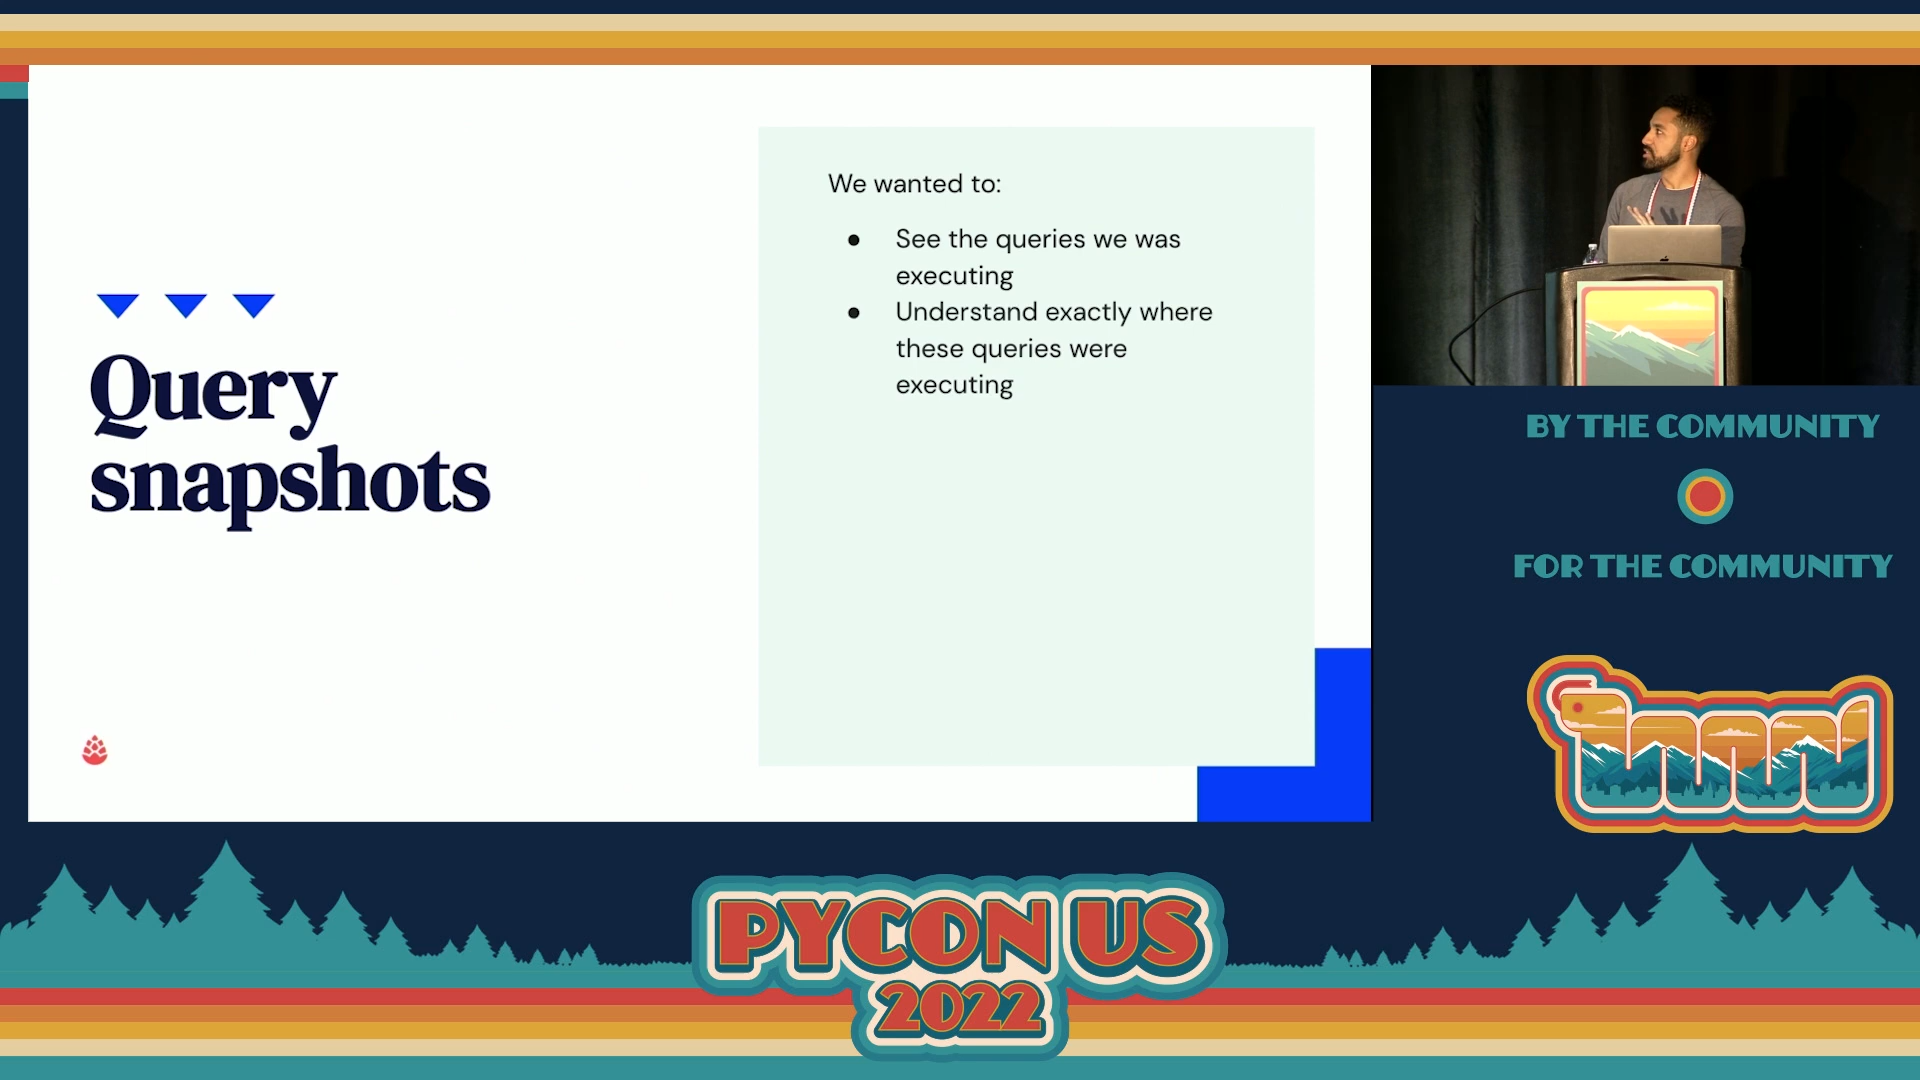 Query
snapshots
We wanted to:
● See the queries we was
executing
● Understand exactly where
these queries were
executing
BY THE COMMUNITY
FOR THE COMMUNITY
PYCON US
2022